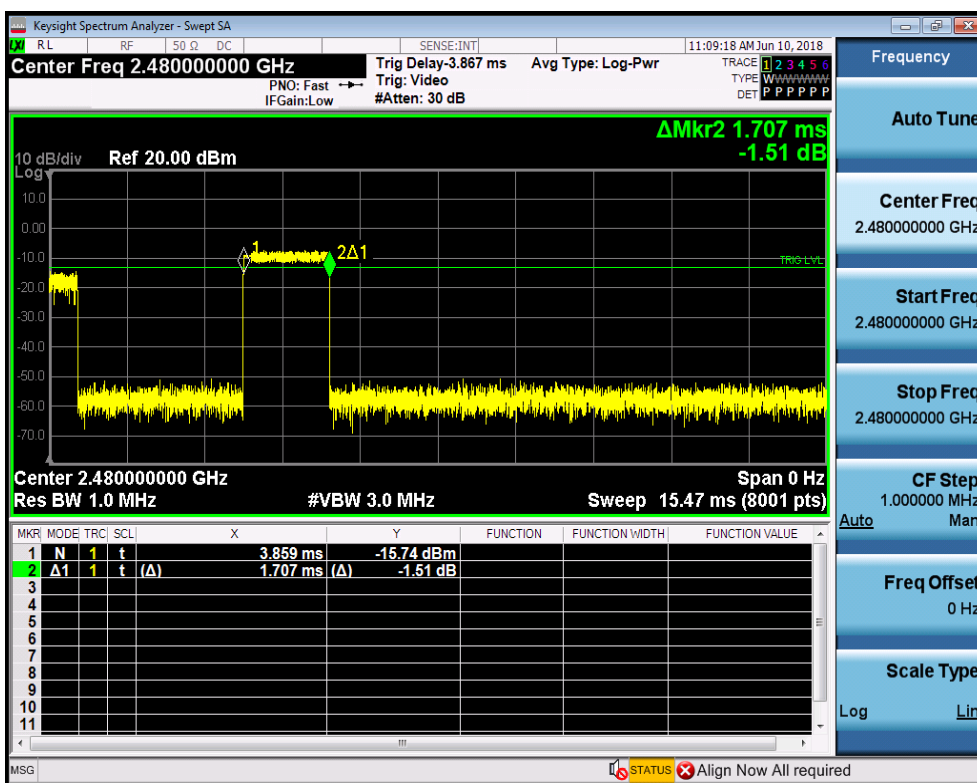 Keysight Spectrum Analyzer - Swept SA
LXI RL RF 50 Ω DC SENSE:INT 11:09:18 AM Jun 10, 2018
Center Freq 2.480000000 GHz
PNO: Fast
IFGain:Low
Trig Delay-3.867 ms
Trig: Video
#Atten: 30 dB
Avg Type: Log-Pwr
TRACE 1 2 3 4 5 6
TYPE WWWWWW
DET P P P P P P
ΔMkr2 1.707 ms
-1.51 dB
10 dB/div Ref 20.00 dBm
Log
10.0
0.00
-10.0
-20.0
-30.0
-40.0
-50.0
-60.0
-70.0
1
2Δ1
TRIG LVL
Center 2.480000000 GHz Span 0 Hz
Res BW 1.0 MHz #VBW 3.0 MHz Sweep 15.47 ms (8001 pts)
MKR MODE TRC SCL X Y FUNCTION FUNCTION WIDTH FUNCTION VALUE
1 N 1 t 3.859 ms -15.74 dBm
2 Δ1 1 t (Δ) 1.707 ms (Δ) -1.51 dB
3
4
5
6
7
8
9
10
11
MSG STATUS Align Now All required
Frequency
Auto Tune
Center Freq
2.480000000 GHz
Start Freq
2.480000000 GHz
Stop Freq
2.480000000 GHz
CF Step
1.000000 MHz
Auto Man
Freq Offset
0 Hz
Scale Type
Log Lin